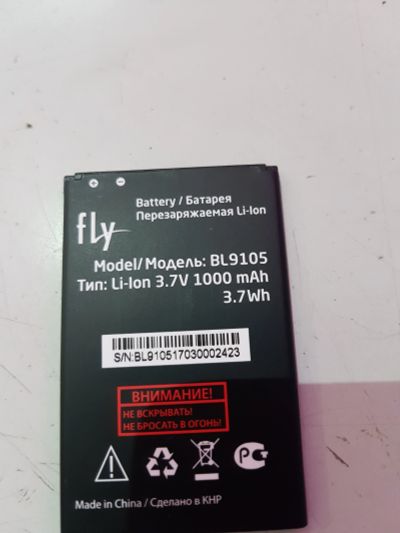 Battery / Батарея
Перезаряжаемая Li-Ion
fly
Model/Модель: BL9105
Тип: Li-Ion 3.7V 1000 mAh
3.7Wh
S/N:BL910517030002423
ВНИМАНИЕ!
НЕ ВСКРЫВАТЬ!
НЕ БРОСАТЬ В ОГОНЬ!
Made in China / Сделано в КНР